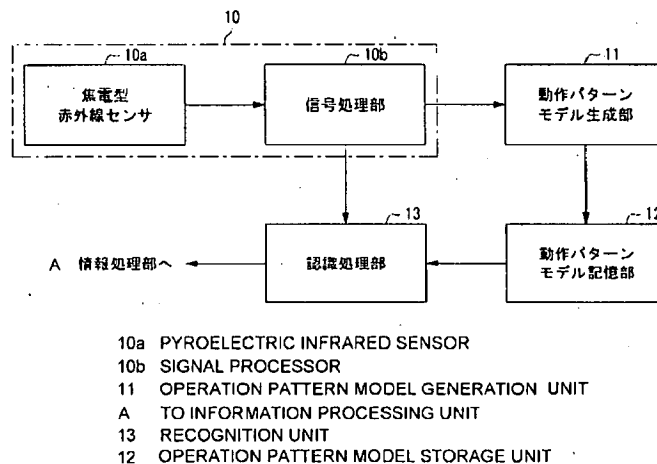 10
10a
10b
11
焦電型
赤外線センサ
信号処理部
動作パターン
モデル生成部
13
12
A 情報処理部へ
認識処理部
動作パターン
モデル記憶部
10a PYROELECTRIC INFRARED SENSOR
10b SIGNAL PROCESSOR
11 OPERATION PATTERN MODEL GENERATION UNIT
A TO INFORMATION PROCESSING UNIT
13 RECOGNITION UNIT
12 OPERATION PATTERN MODEL STORAGE UNIT